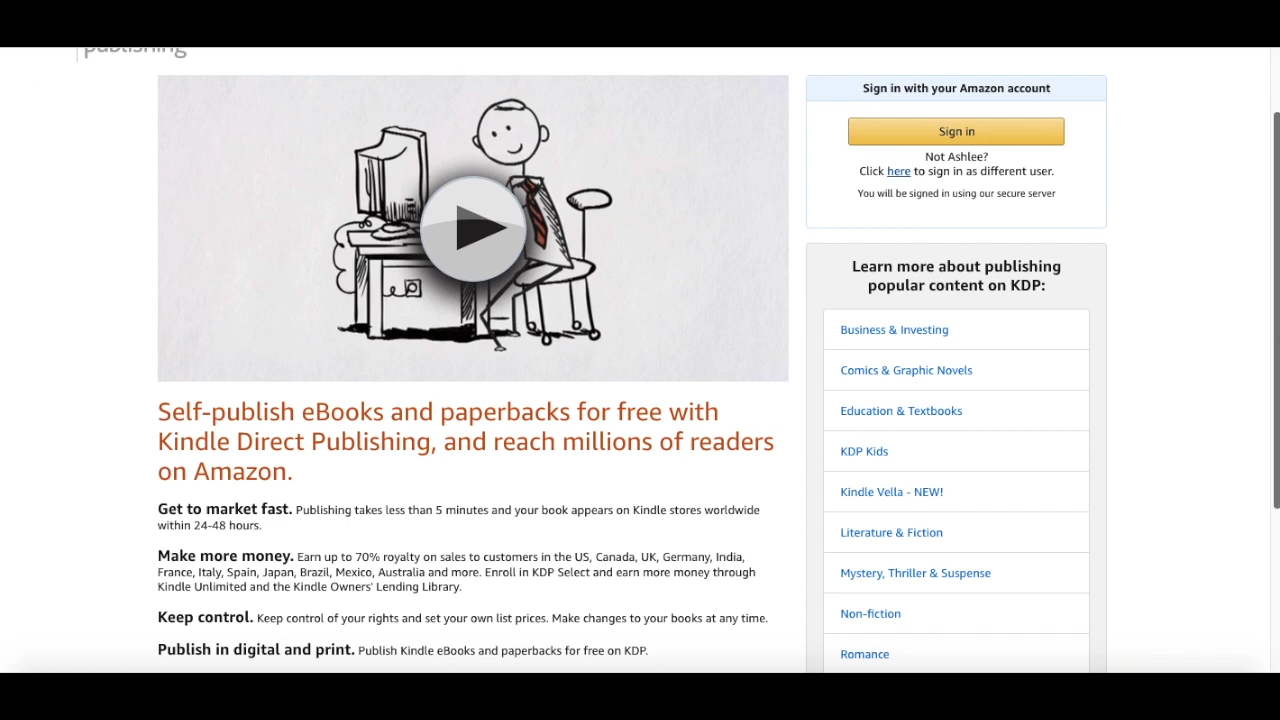 publishing
Sign in with your Amazon account
Sign in
Not Ashlee?
Click here to sign in as different user.
You will be signed in using our secure server
Learn more about publishing
popular content on KDP:
Business & Investing
Comics & Graphic Novels
Education & Textbooks
KDP Kids
Kindle Vella - NEW!
Literature & Fiction
Mystery, Thriller & Suspense
Non-fiction
Romance
Self-publish eBooks and paperbacks for free with
Kindle Direct Publishing, and reach millions of readers
on Amazon.
Get to market fast. Publishing takes less than 5 minutes and your book appears on Kindle stores worldwide
within 24-48 hours.
Make more money. Earn up to 70% royalty on sales to customers in the US, Canada, UK, Germany, India,
France, Italy, Spain, Japan, Brazil, Mexico, Australia and more. Enroll in KDP Select and earn more money through
Kindle Unlimited and the Kindle Owners' Lending Library.
Keep control. Keep control of your rights and set your own list prices. Make changes to your books at any time.
Publish in digital and print. Publish Kindle eBooks and paperbacks for free on KDP.